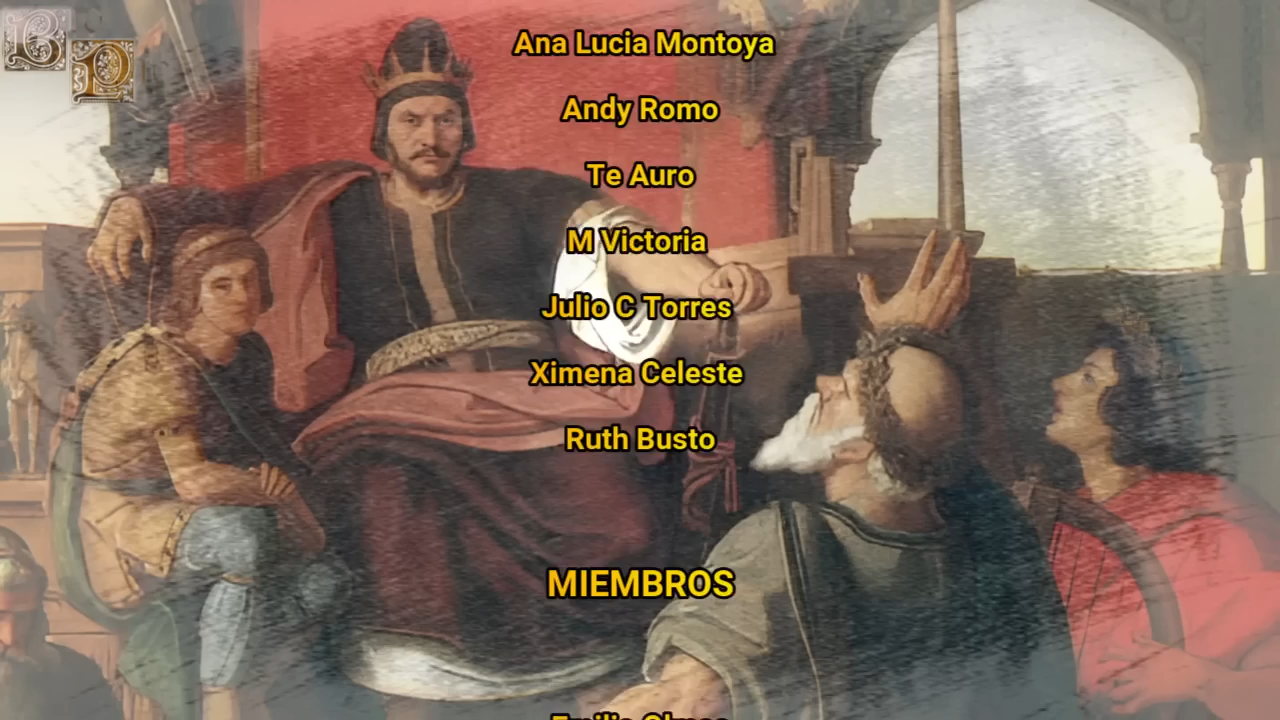 B
P
Ana Lucia Montoya
Andy Romo
Te Auro
M Victoria
Julio C Torres
Ximena Celeste
Ruth Busto
MIEMBROS